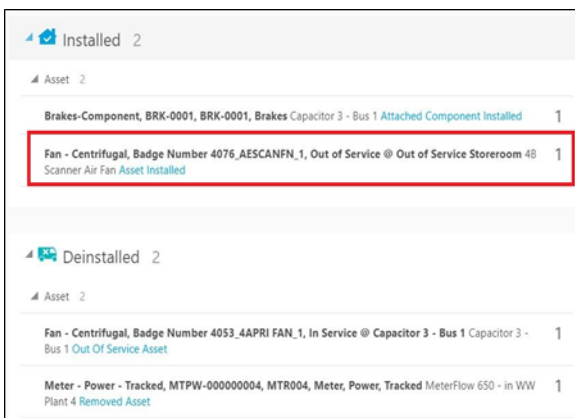 Installed 2
Asset 2
Brakes-Component, BRK-0001, BRK-0001, Brakes Capacitor 3 - Bus 1 Attached Component Installed 1
Fan - Centrifugal, Badge Number 4076_AESCANFN_1, Out of Service @ Out of Service Storeroom 4B 1
Scanner Air Fan Asset Installed
Deinstalled 2
Asset 2
Fan - Centrifugal, Badge Number 4053_4APRI FAN_1, In Service @ Capacitor 3 - Bus 1 Capacitor 3 - 1
Bus 1 Out Of Service Asset
Meter - Power - Tracked, MTPW-000000004, MTR004, Meter, Power, Tracked MeterFlow 650 - in WW 1
Plant 4 Removed Asset